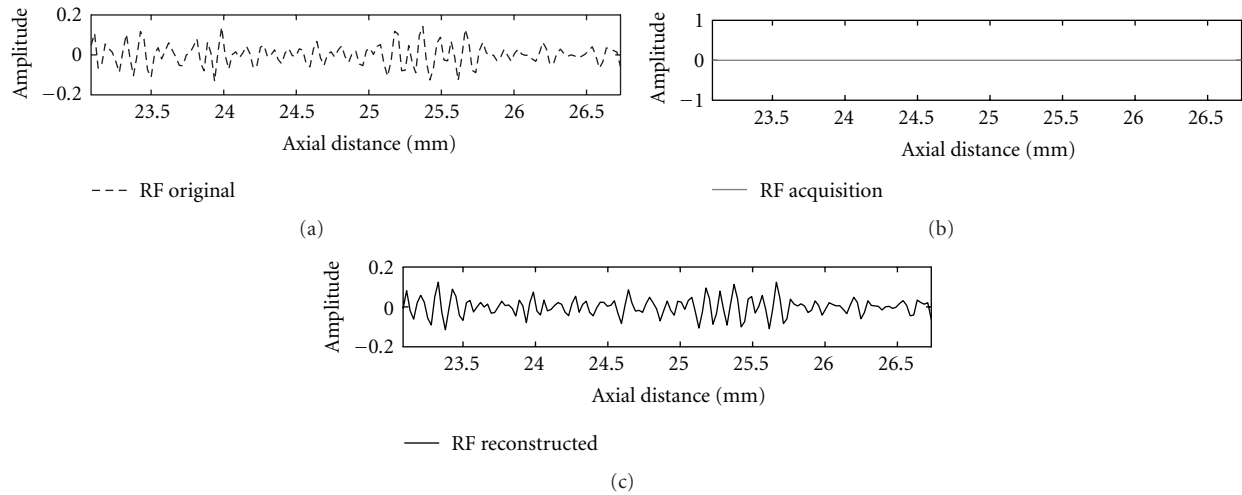 Amplitude
0.2
0
−0.2
23.5 24 24.5 25 25.5 26 26.5
Axial distance (mm)
RF original
(a)
Amplitude
1
0
−1
23.5 24 24.5 25 25.5 26 26.5
Axial distance (mm)
RF acquisition
(b)
Amplitude
0.2
0
−0.2
23.5 24 24.5 25 25.5 26 26.5
Axial distance (mm)
RF reconstructed
(c)